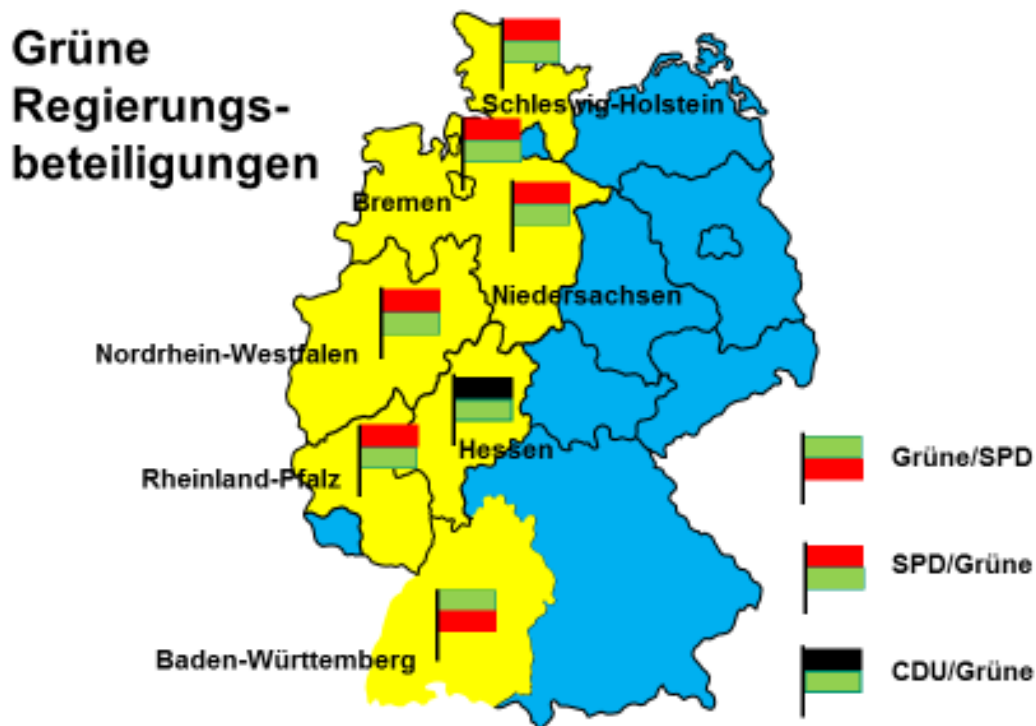 Grüne
Regierungs-
beteiligungen
Schleswig-Holstein
Bremen
Niedersachsen
Nordrhein-Westfalen
Hessen
Rheinland-Pfalz
Baden-Württemberg
Grüne/SPD
SPD/Grüne
CDU/Grüne